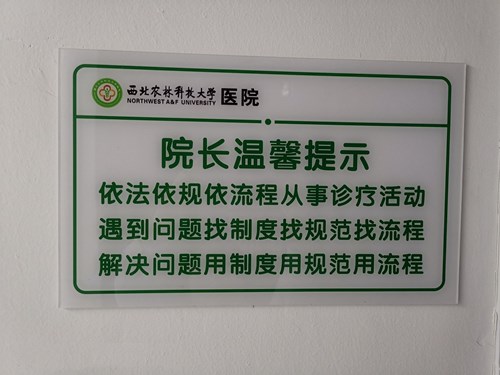 西北农林科技大学 医院
NORTHWEST A&F UNIVERSITY
院长温馨提示
依法依规依流程从事诊疗活动
遇到问题找制度找规范找流程
解决问题用制度用规范用流程